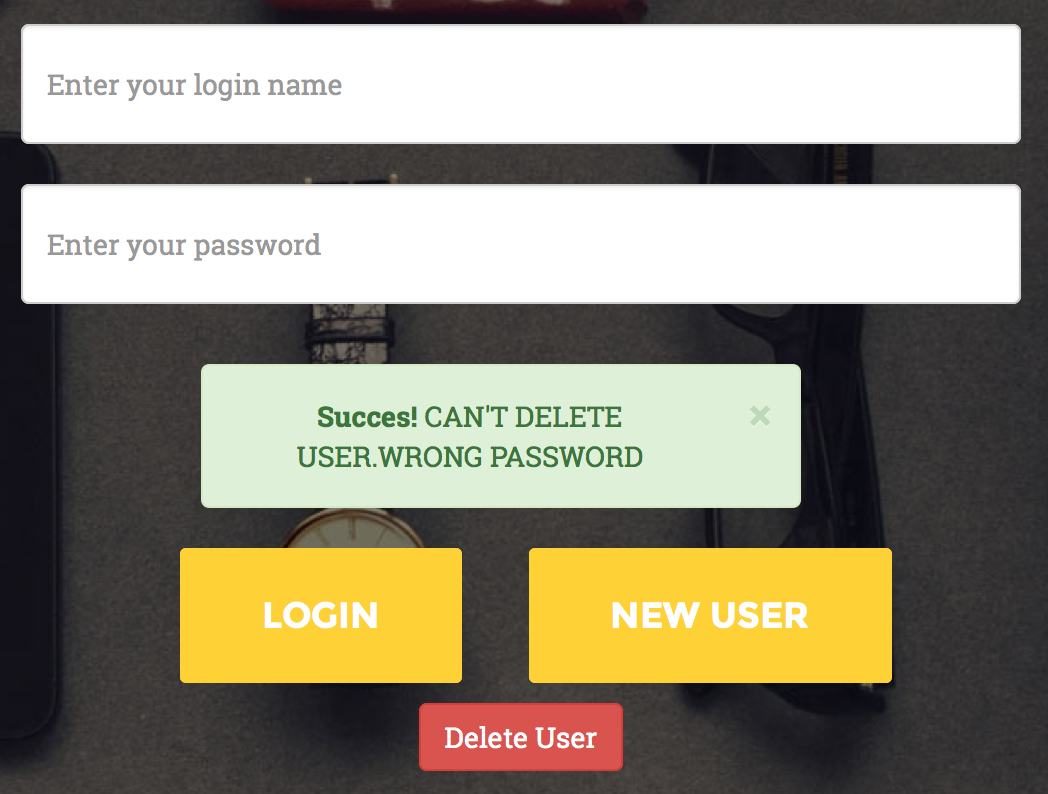 Enter your login name
Enter your password
Succes! CAN'T DELETE
USER.WRONG PASSWORD
×
LOGIN
NEW USER
Delete User